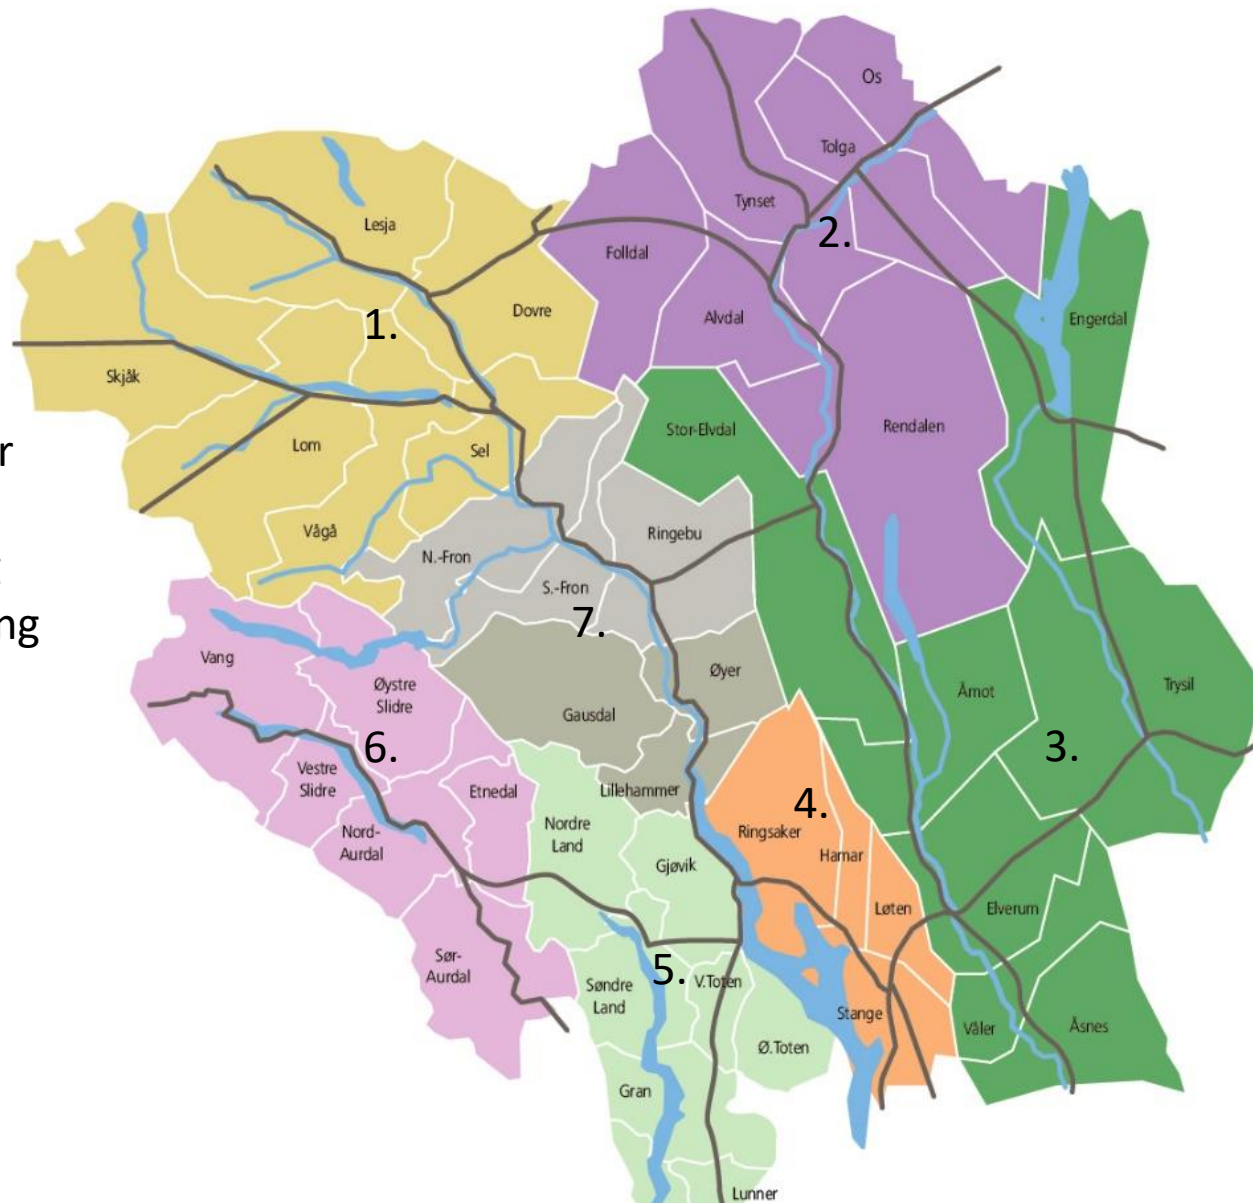 Os
Tolga
Tynset
2.
Lesja
Folldal
Dovre
Alvdal
Engerdal
1.
Skjåk
Rendalen
Stor-Elvdal
r
Lom
Sel
Vågå
Ringebu
N.-Fron
S.-Fron
ng
7.
Vang
Øystre
Slidre
Øyer
Åmot
Trysil
Gausdal
6.
3.
Vestre
Slidre
Etnedal
Lillehammer
4.
Nordre
Land
Ringsaker
Nord-
Aurdal
Hamar
Gjøvik
Løten
Elverum
Sør-
Aurdal
5.
V.Toten
Søndre
Land
Stange
Våler
Åsnes
Ø.Toten
Gran
Lunner